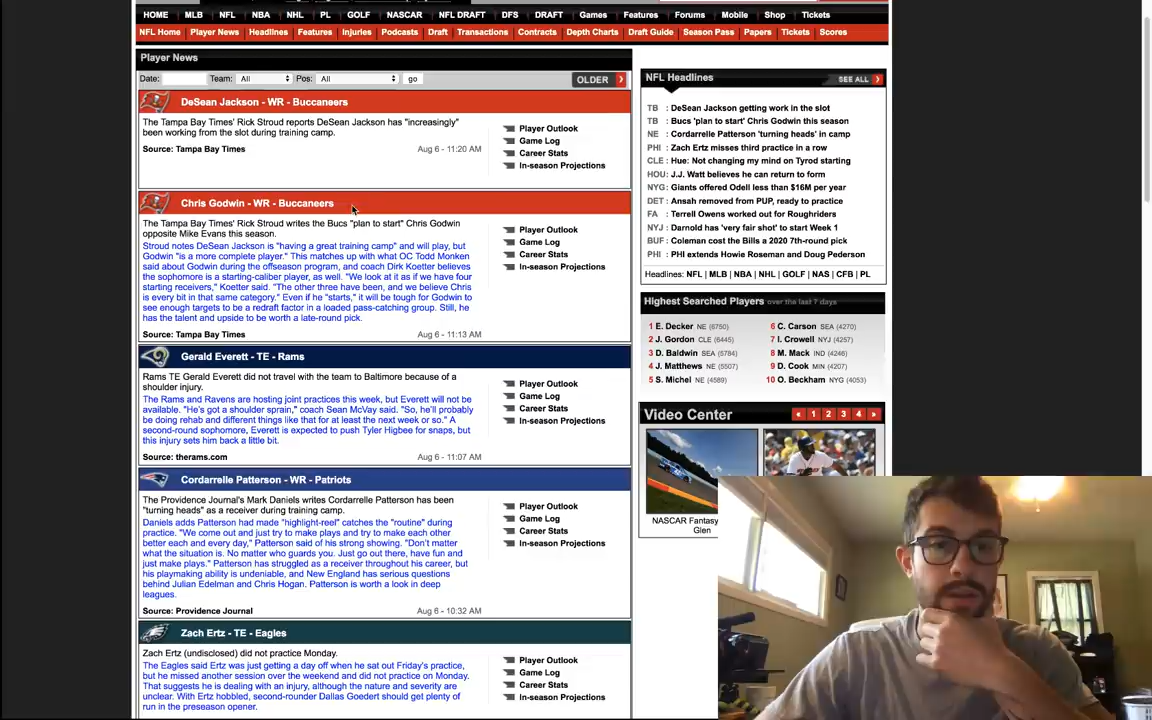 HOME MLB NFL NBA NHL PL GOLF NASCAR NFL DRAFT DFS DRAFT Games Features Forums Mobile Shop Tickets
NFL Home Player News Headlines Features Injuries Podcasts Draft Transactions Contracts Depth Charts Draft Guide Season Pass Papers Tickets Scores
Player News
Date: Team: All Pos: All go OLDER
DeSean Jackson - WR - Buccaneers
The Tampa Bay Times' Rick Stroud reports DeSean Jackson has "increasingly"
been working from the slot during training camp.
Source: Tampa Bay Times Aug 6 - 11:20 AM
Player Outlook
Game Log
Career Stats
In-season Projections
Chris Godwin - WR - Buccaneers
The Tampa Bay Times' Rick Stroud writes the Bucs "plan to start" Chris Godwin
opposite Mike Evans this season.
Stroud notes DeSean Jackson is "having a great training camp" and will play, but
Godwin "is a more complete player." This matches up with what OC Todd Monken
said about Godwin during the offseason program, and coach Dirk Koetter believes
the sophomore is a starting-caliber player, as well. "We look at it as if we have four
starting receivers," Koetter said. "The other three have been, and we believe Chris
is every bit in that same category." Even if he "starts," it will be tough for Godwin to
see enough targets to be a redraft factor in a loaded pass-catching group. Still, he
has the talent and upside to be worth a late-round pick.
Source: Tampa Bay Times Aug 6 - 11:13 AM
Player Outlook
Game Log
Career Stats
In-season Projections
Gerald Everett - TE - Rams
Rams TE Gerald Everett did not travel with the team to Baltimore because of a
shoulder injury.
The Rams and Ravens are hosting joint practices this week, but Everett will not be
available. "He's got a shoulder sprain," coach Sean McVay said. "So, he'll probably
be doing rehab and different things like that for at least the next week or so." A
second-round sophomore, Everett is expected to push Tyler Higbee for snaps, but
this injury sets him back a little bit.
Source: therams.com Aug 6 - 11:07 AM
Player Outlook
Game Log
Career Stats
In-season Projections
Cordarrelle Patterson - WR - Patriots
The Providence Journal's Mark Daniels writes Cordarrelle Patterson has been
"turning heads" as a receiver during training camp.
Daniels adds Patterson had made "highlight-reel" catches the "routine" during
practice. "We come out and just try to make plays and try to make each other
better each and every day," Patterson said of his strong showing. "Don't matter
what the situation is. No matter who guards you. Just go out there, have fun and
just make plays." Patterson has struggled as a receiver throughout his career, but
his playmaking ability is undeniable, and New England has serious questions
behind Julian Edelman and Chris Hogan. Patterson is worth a look in deep
leagues.
Source: Providence Journal Aug 6 - 10:32 AM
Player Outlook
Game Log
Career Stats
In-season Projections
Zach Ertz - TE - Eagles
Zach Ertz (undisclosed) did not practice Monday.
The Eagles said Ertz was just getting a day off when he sat out Friday's practice,
but he missed another session over the weekend and did not practice on Monday.
That suggests he is dealing with an injury, although the nature and severity are
unclear. With Ertz hobbled, second-rounder Dallas Goedert should get plenty of
run in the preseason opener.
Player Outlook
Game Log
Career Stats
In-season Projections
NFL Headlines SEE ALL
TB : DeSean Jackson getting work in the slot
TB : Bucs 'plan to start' Chris Godwin this season
NE : Cordarrelle Patterson 'turning heads' in camp
PHI : Zach Ertz misses third practice in a row
CLE : Hue: Not changing my mind on Tyrod starting
HOU : J.J. Watt believes he can return to form
NYG : Giants offered Odell less than $16M per year
DET : Ansah removed from PUP, ready to practice
FA : Terrell Owens worked out for Roughriders
NYJ : Darnold has 'very fair shot' to start Week 1
BUF : Coleman cost the Bills a 2020 7th-round pick
PHI : PHI extends Howie Roseman and Doug Pederson
Headlines: NFL | MLB | NBA | NHL | GOLF | NAS | CFB | PL
Highest Searched Players over the last 7 days
1 E. Decker NE (6750) 6 C. Carson SEA (4270)
2 J. Gordon CLE (6445) 7 I. Crowell NYJ (4257)
3 D. Baldwin SEA (5784) 8 M. Mack IND (4246)
4 J. Matthews NE (5507) 9 D. Cook MIN (4207)
5 S. Michel NE (4589) 10 O. Beckham NYG (4053)
Video Center « 1 2 3 4 »
NASCAR Fantasy
Glen